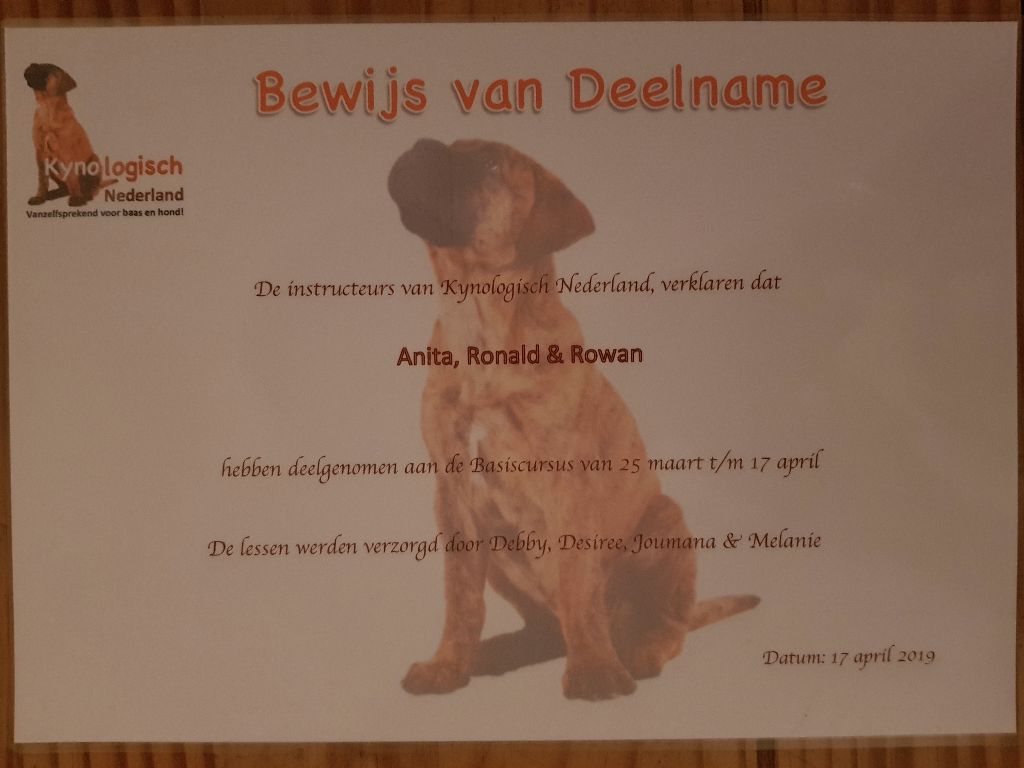 Bewijs van Deelname
Kynologisch
Nederland
Vanzelfsprekend voor baas en hond!
De instructeurs van Kynologisch Nederland, verklaren dat
Anita, Ronald & Rowan
hebben deelgenomen aan de Basiscursus van 25 maart t/m 17 april
De lessen werden verzorgd door Debby, Desiree, Joumana & Melanie
Datum: 17 april 2019